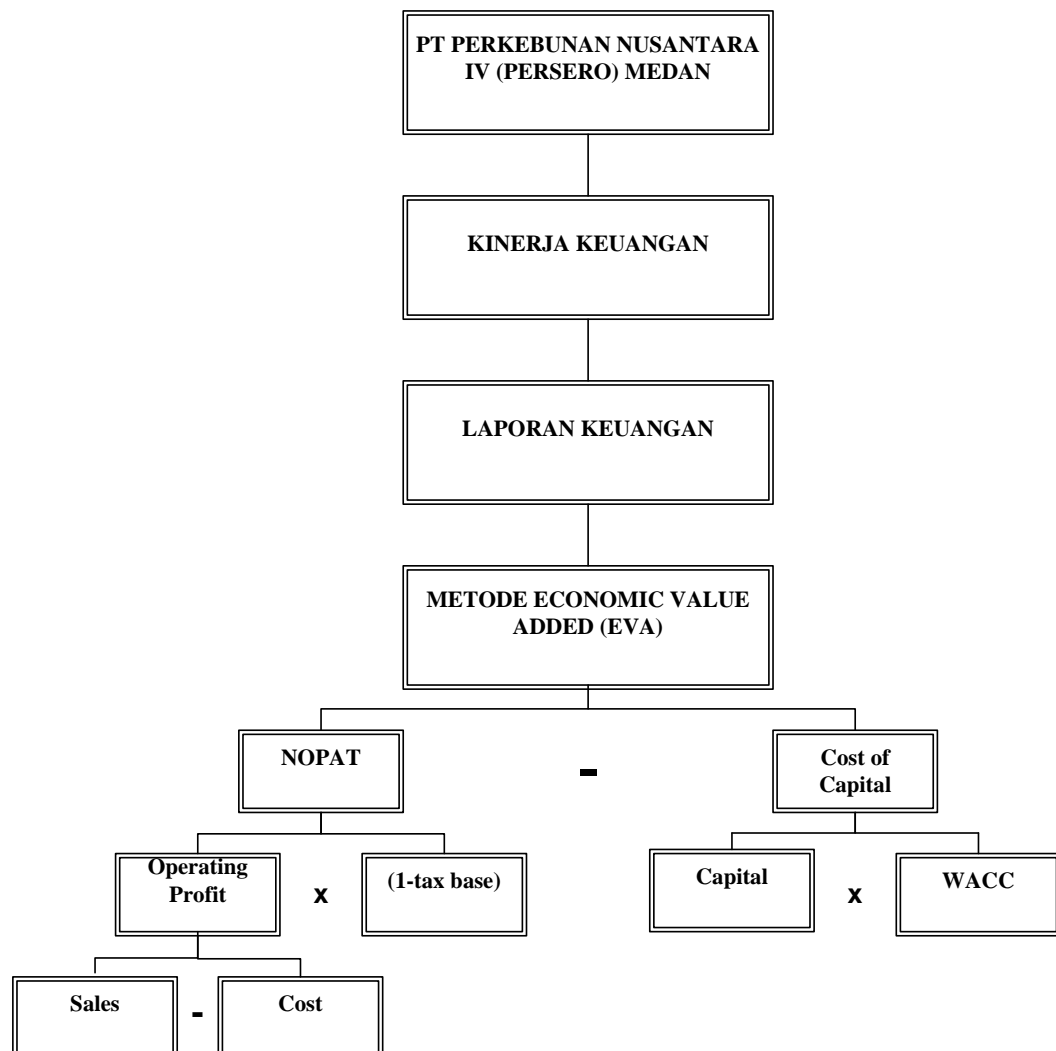 PT PERKEBUNAN NUSANTARA
IV (PERSERO) MEDAN
KINERJA KEUANGAN
LAPORAN KEUANGAN
METODE ECONOMIC VALUE
ADDED (EVA)
NOPAT
-
Cost of
Capital
Operating
Profit
x
(1-tax base)
Capital
x
WACC
Sales
-
Cost